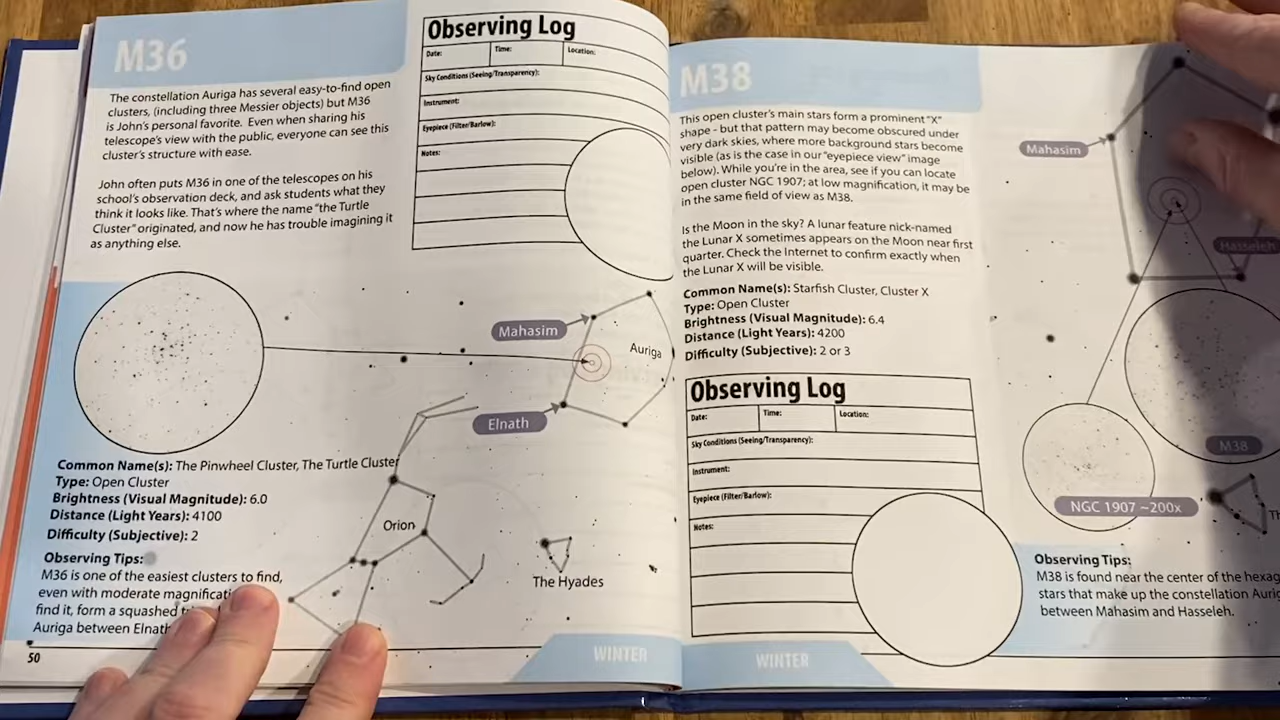 M36
The constellation Auriga has several easy-to-find open
clusters, (including three Messier objects) but M36
is John's personal favorite. Even when sharing his
telescope's view with the public, everyone can see this
cluster's structure with ease.
John often puts M36 in one of the telescopes on his
school's observation deck, and ask students what they
think it looks like. That's where the name "the Turtle
Cluster" originated, and now he has trouble imagining it
as anything else.
Observing Log
Date:
Time:
Location:
Sky Conditions (Seeing/Transparency):
Instrument:
Eyepiece (Filter/Barlow):
Notes:
Mahasim
Auriga
Elnath
Common Name(s): The Pinwheel Cluster, The Turtle Cluster
Type: Open Cluster
Brightness (Visual Magnitude): 6.0
Distance (Light Years): 4100
Difficulty (Subjective): 2
Orion
The Hyades
Observing Tips:
M36 is one of the easiest clusters to find,
even with moderate
find it, form a squashed
Auriga between Elnath
50
WINTER
M38
This open cluster's main stars form a prominent "X"
shape - but that pattern may become obscured under
very dark skies, where more background stars become
visible (as is the case in our "eyepiece view" image
below). While you're in the area, see if you can locate
open cluster NGC 1907; at low magnification, it may be
in the same field of view as M38.
Is the Moon in the sky? A lunar feature nick-named
the Lunar X sometimes appears on the Moon near first
quarter. Check the Internet to confirm exactly when
the Lunar X will be visible.
Common Name(s): Starfish Cluster, Cluster X
Type: Open Cluster
Brightness (Visual Magnitude): 6.4
Distance (Light Years): 4200
Difficulty (Subjective): 2 or 3
Observing Log
Date:
Time:
Location:
Sky Conditions (Seeing/Transparency):
Instrument:
Eyepiece (Filter/Barlow):
Notes:
Mahasim
Hasseleh
M38
NGC 1907 ~200x
Observing Tips:
M38 is found near the center of the
stars that make up the constellation
between Mahasim and Hasseleh.
WINTER